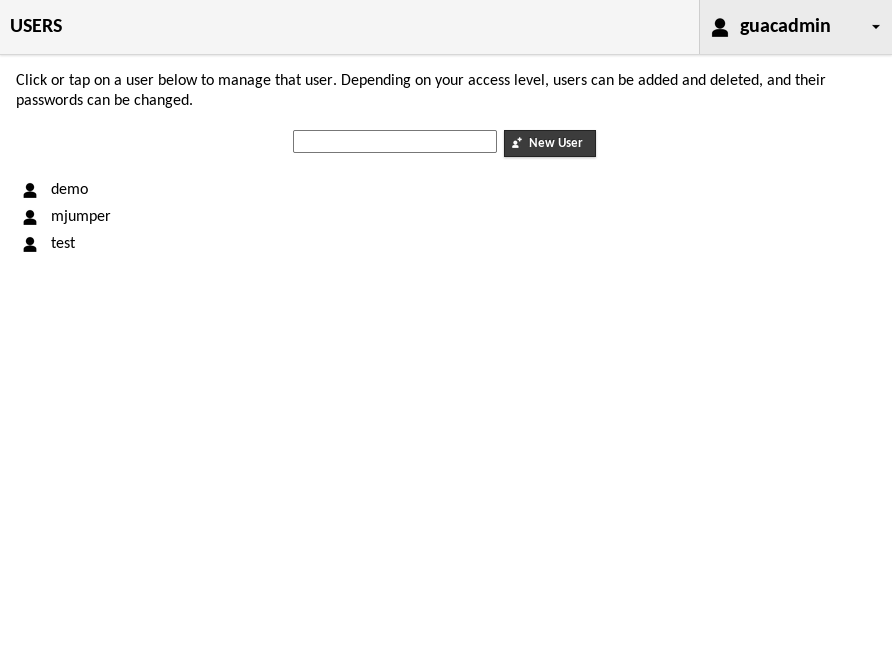 USERS
guacadmin
Click or tap on a user below to manage that user. Depending on your access level, users can be added and deleted, and their
passwords can be changed.
New User
demo
mjumper
test